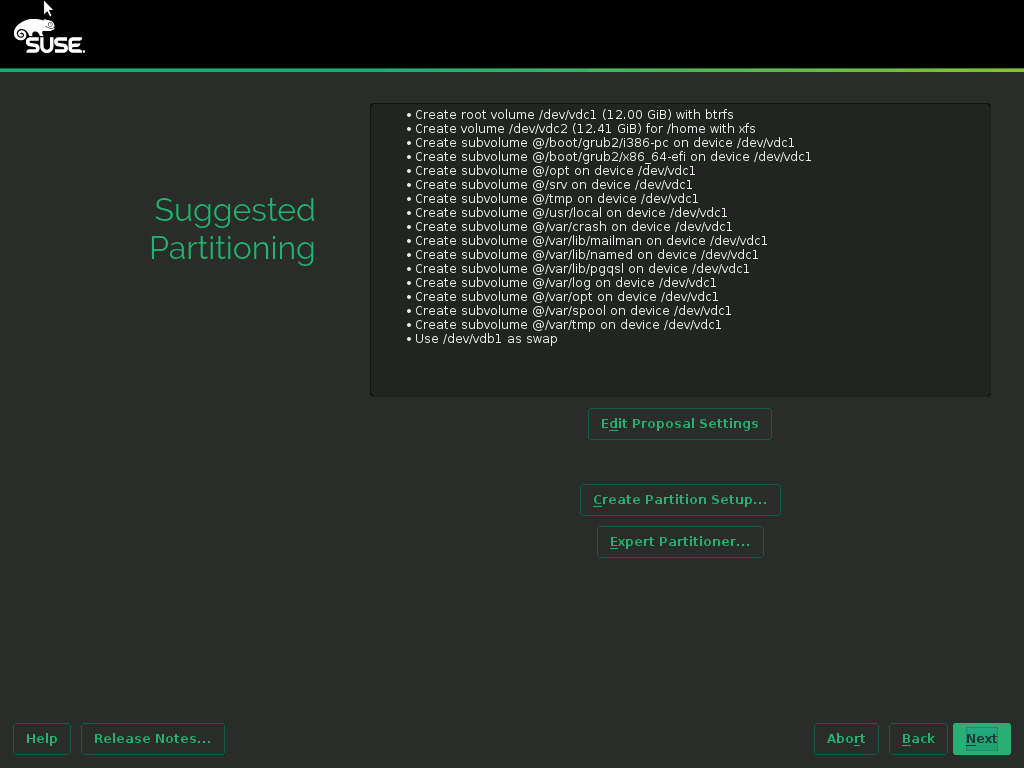 SUSE.
Suggested
Partitioning
• Create root volume /dev/vdc1 (12.00 GiB) with btrfs
• Create volume /dev/vdc2 (12.41 GiB) for /home with xfs
• Create subvolume @/boot/grub2/i386-pc on device /dev/vdc1
• Create subvolume @/boot/grub2/x86_64-efi on device /dev/vdc1
• Create subvolume @/opt on device /dev/vdc1
• Create subvolume @/srv on device /dev/vdc1
• Create subvolume @/tmp on device /dev/vdc1
• Create subvolume @/usr/local on device /dev/vdc1
• Create subvolume @/var/crash on device /dev/vdc1
• Create subvolume @/var/lib/mailman on device /dev/vdc1
• Create subvolume @/var/lib/named on device /dev/vdc1
• Create subvolume @/var/lib/pgqsl on device /dev/vdc1
• Create subvolume @/var/log on device /dev/vdc1
• Create subvolume @/var/opt on device /dev/vdc1
• Create subvolume @/var/spool on device /dev/vdc1
• Create subvolume @/var/tmp on device /dev/vdc1
• Use /dev/vdb1 as swap
Edit Proposal Settings
Create Partition Setup...
Expert Partitioner...
Help
Release Notes...
Abort
Back
Next